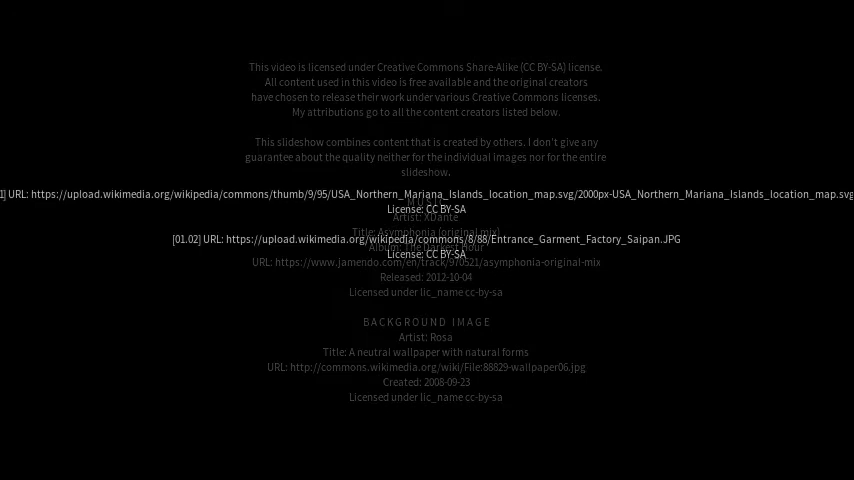 This video is licensed under Creative Commons Share-Alike (CC BY-SA) license.
All content used in this video is free available and the original creators
have chosen to release their work under various Creative Commons licenses.
My attributions go to all the content creators listed below.
This slideshow combines content that is created by others. I don't give any
guarantee about the quality neither for the individual images nor for the entire
slideshow.
1] URL: https://upload.wikimedia.org/wikipedia/commons/thumb/9/95/USA_Northern_Mariana_Islands_location_map.svg/2000px-USA_Northern_Mariana_Islands_location_map.svg
M U S I C
License: CC BY-SA
Artist: XDante
Title: Asymphonia (original mix)
[01.02] URL: https://upload.wikimedia.org/wikipedia/commons/8/88/Entrance_Garment_Factory_Saipan.JPG
Album: The Darkest Hour
License: CC BY-SA
URL: https://www.jamendo.com/en/track/970521/asymphonia-original-mix
Released: 2012-10-04
Licensed under lic_name cc-by-sa
B A C K G R O U N D I M A G E
Artist: Rosa
Title: A neutral wallpaper with natural forms
URL: http://commons.wikimedia.org/wiki/File:88829-wallpaper06.jpg
Created: 2008-09-23
Licensed under lic_name cc-by-sa